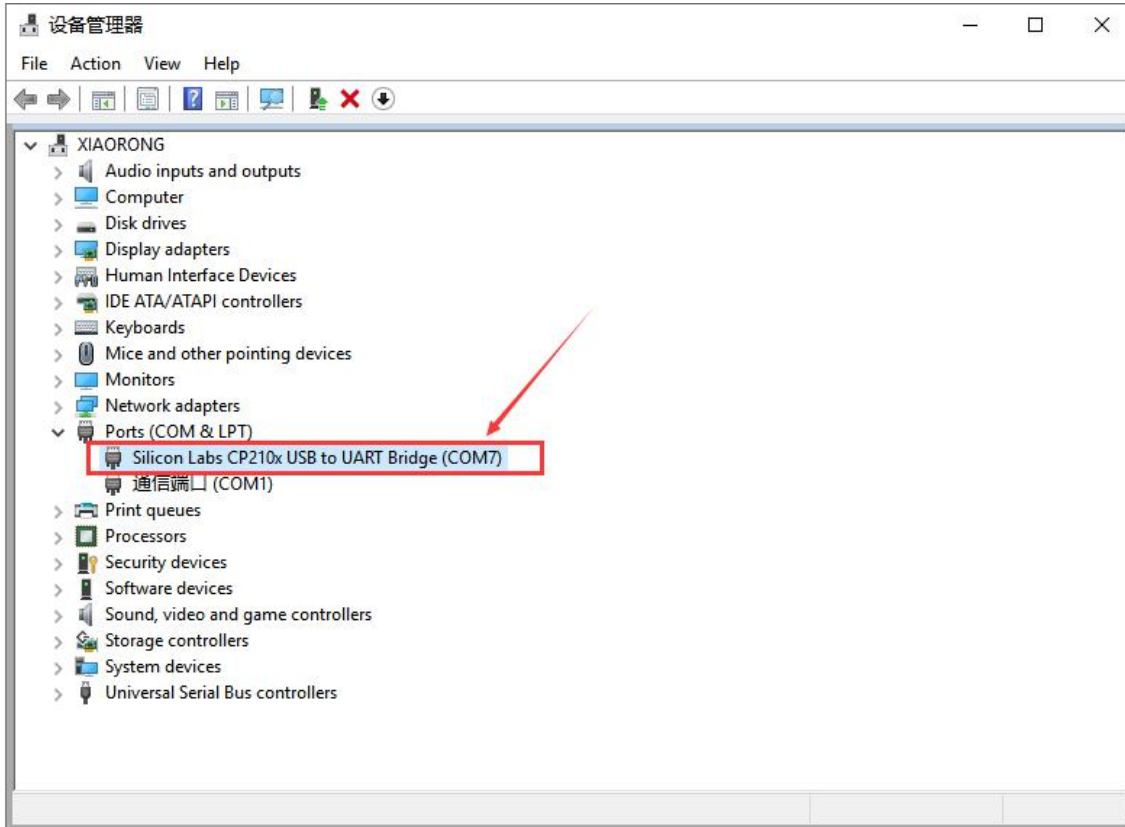 设备管理器
File Action View Help
XIAORONG
Audio inputs and outputs
Computer
Disk drives
Display adapters
Human Interface Devices
IDE ATA/ATAPI controllers
Keyboards
Mice and other pointing devices
Monitors
Network adapters
Ports (COM & LPT)
Silicon Labs CP210x USB to UART Bridge (COM7)
通信端口 (COM1)
Print queues
Processors
Security devices
Software devices
Sound, video and game controllers
Storage controllers
System devices
Universal Serial Bus controllers